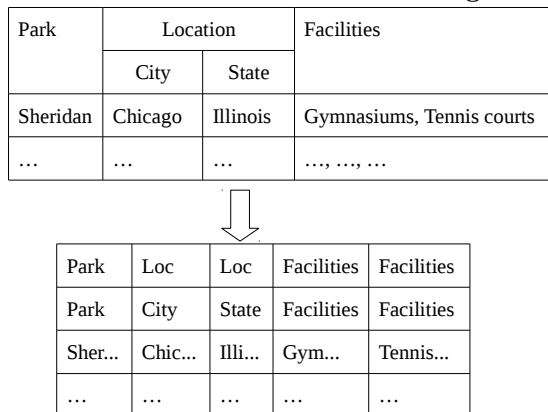 Park Location Facilities
City State
Sheridan Chicago Illinois Gymnasiums, Tennis courts
… … … …, …, …
Park Loc Loc Facilities Facilities
Park City State Facilities Facilities
Sher... Chic... Illi... Gym... Tennis...
… … … … …